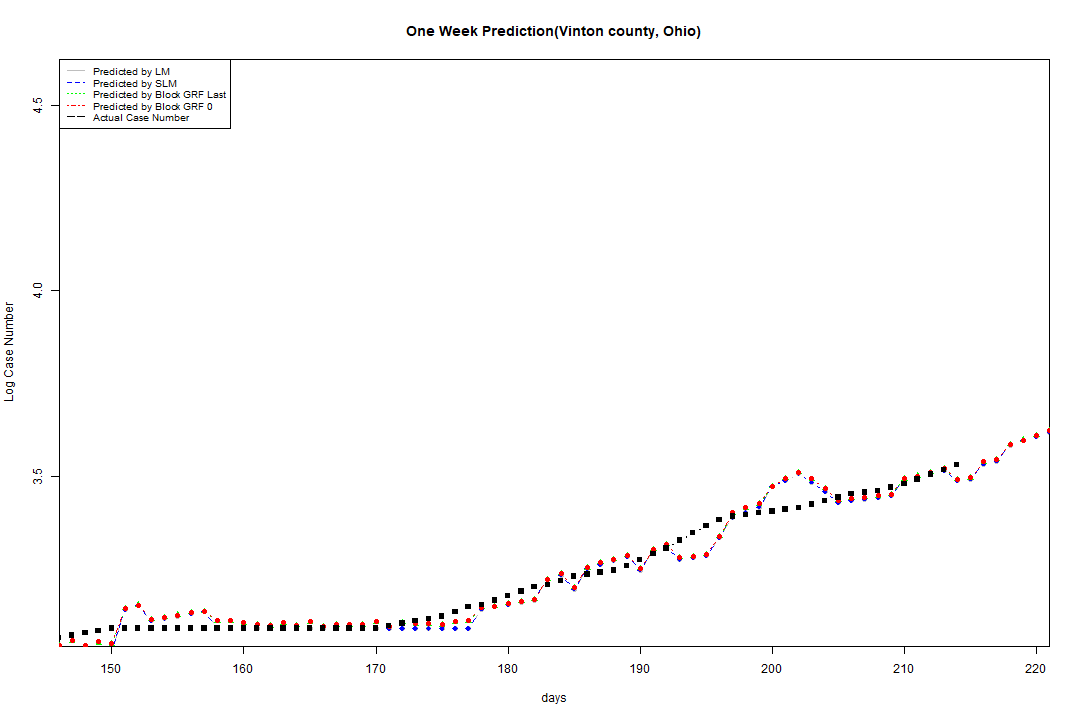 One Week Prediction(Vinton county, Ohio)
Predicted by LM
Predicted by SLM
Predicted by Block GRF Last
Predicted by Block GRF 0
Actual Case Number
4.5
4.0
3.5
Log Case Number
150 160 170 180 190 200 210 220
days